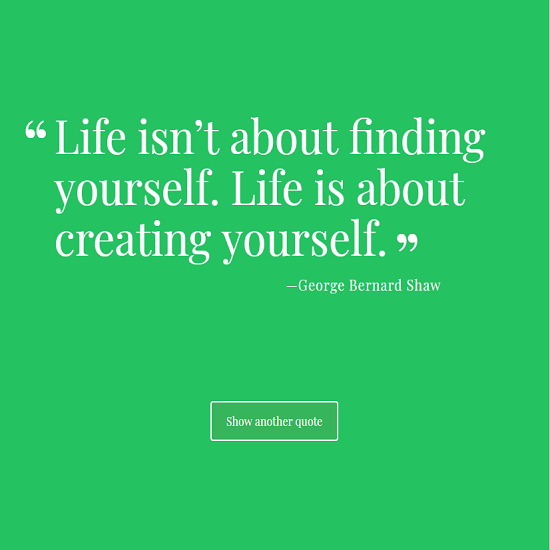 “ Life isn’t about finding
yourself. Life is about
creating yourself. ”
—George Bernard Shaw
Show another quote